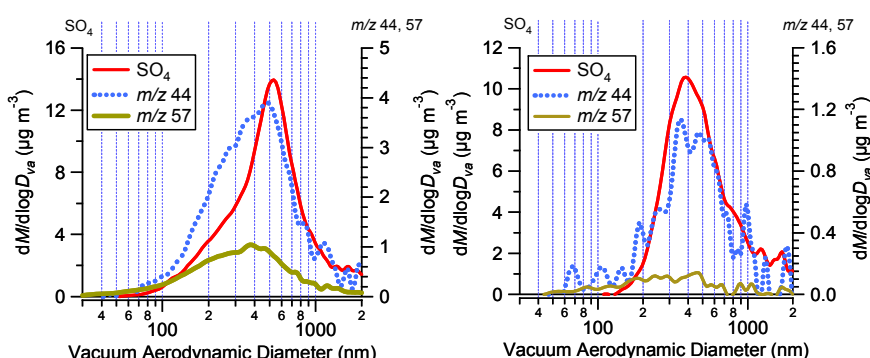 SO4
m/z 44, 57
16
12
8
4
0
dM/dlogDva (µg m-3)
SO4
m/z 44
m/z 57
5
4
3
2
1
0
dM/dlogDva (µg m-3)
4 6 8 100 2 4 6 8 1000 2
Vacuum Aerodynamic Diameter (nm)
SO4
m/z 44, 57
12
10
8
6
4
2
0
dM/dlogDva (µg m-3)
SO4
m/z 44
m/z 57
1.6
1.2
0.8
0.4
0.0
dM/dlogDva (µg m-3)
2 4 6 8 100 2 4 6 8 1000 2
Vacuum Aerodynamic Diameter (nm)